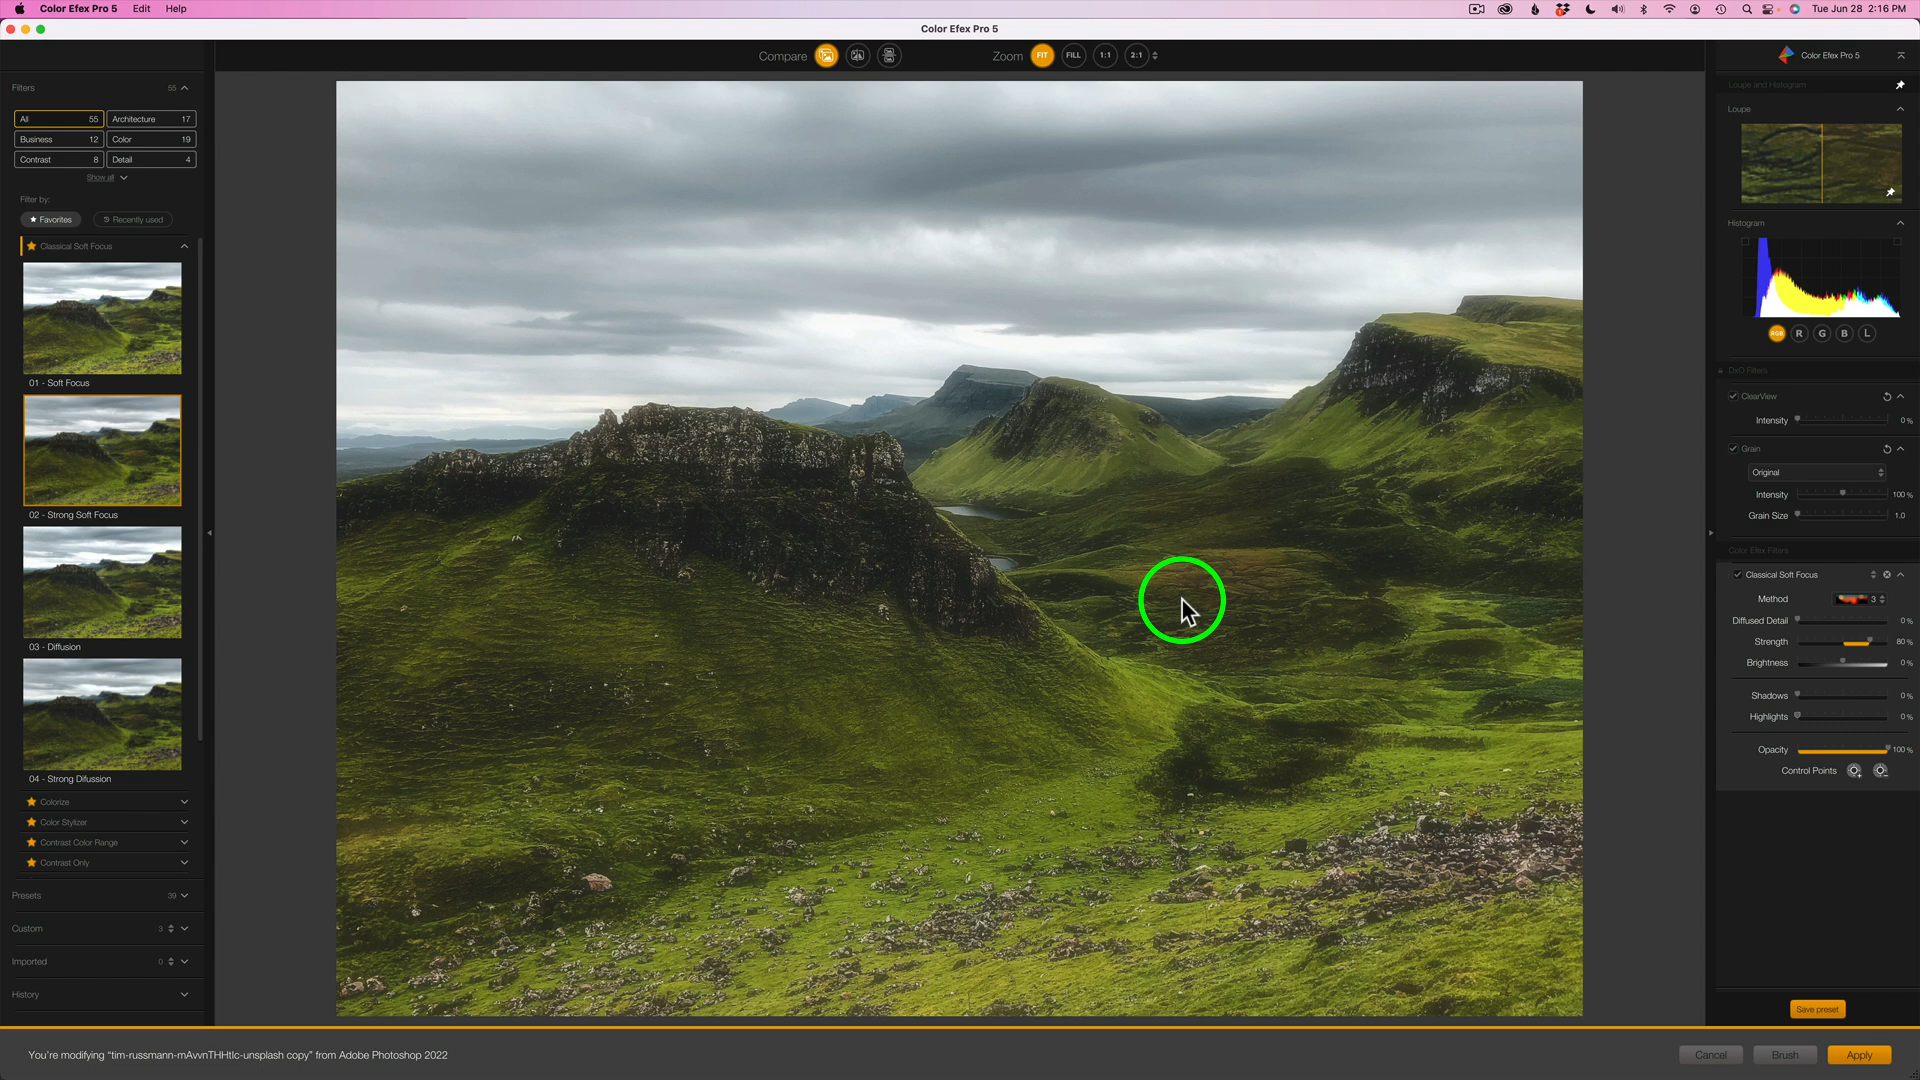 Color Efex Pro 5 Edit Help
Tue Jun 28 2:16 PM
Color Efex Pro 5
Compare
Zoom FIT FILL 1:1 2:1
Color Efex Pro 5
Filters 55
All 55
Architecture 17
Business 12
Color 19
Contrast 8
Detail 4
Show all
Filter by:
Favorites
Recently used
Classical Soft Focus
01 - Soft Focus
02 - Strong Soft Focus
03 - Diffusion
04 - Strong Difussion
Colorize
Color Stylizer
Contrast Color Range
Contrast Only
Presets 39
Custom 3
Imported 0
History
Loupe and Histogram
Loupe
Histogram
RGB R G B L
DxO Filters
ClearView
Intensity 0 %
Grain
Original
Intensity 100 %
Grain Size 1.0
Color Efex Filters
Classical Soft Focus
Method 3
Diffused Detail 0 %
Strength 80 %
Brightness 0 %
Shadows 0 %
Highlights 0 %
Opacity 100 %
Control Points
Save preset
You're modifying "tim-russmann-mAvvnTHHtlc-unsplash copy" from Adobe Photoshop 2022
Cancel Brush Apply